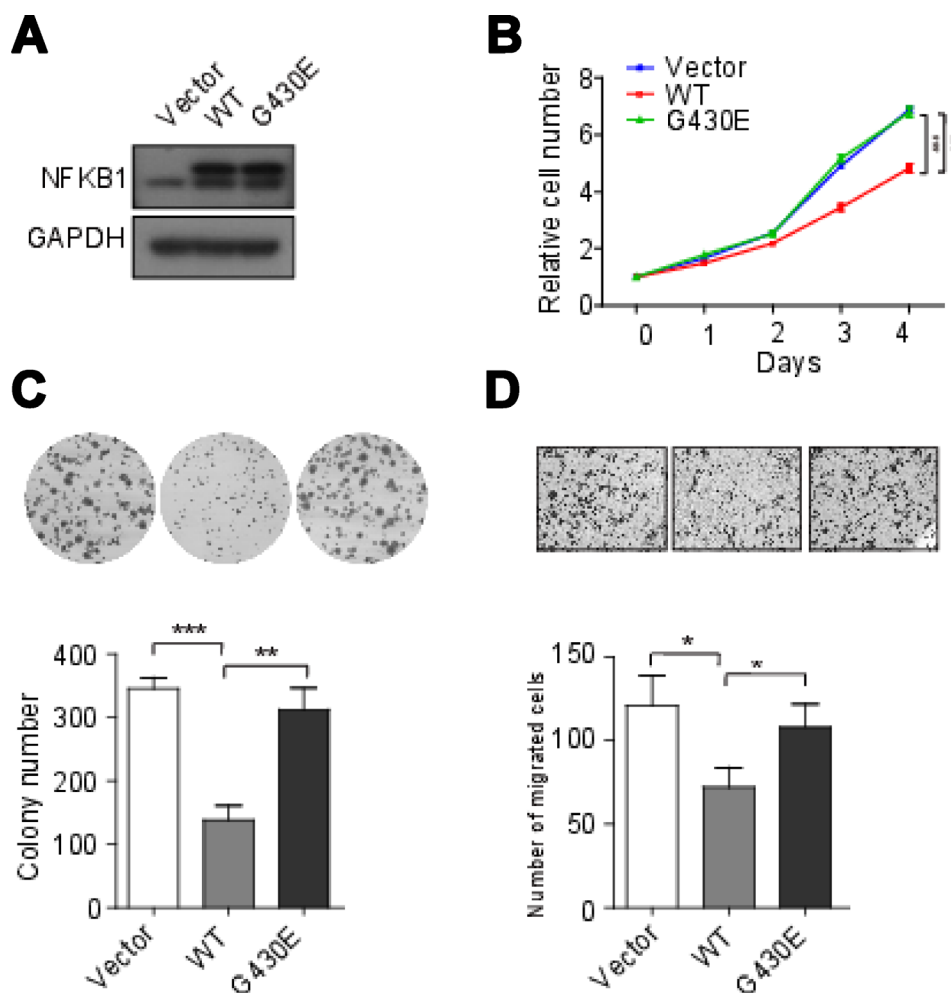 A
Vector
WT
G430E
NFKB1
GAPDH
B
Vector
WT
G430E
Relative cell number
8
6
4
2
0
0 1 2 3 4
Days
C
***
**
Colony number
400
300
200
100
0
Vector
WT
G430E
D
*
*
Number of migrated cells
150
100
50
0
Vector
WT
G430E